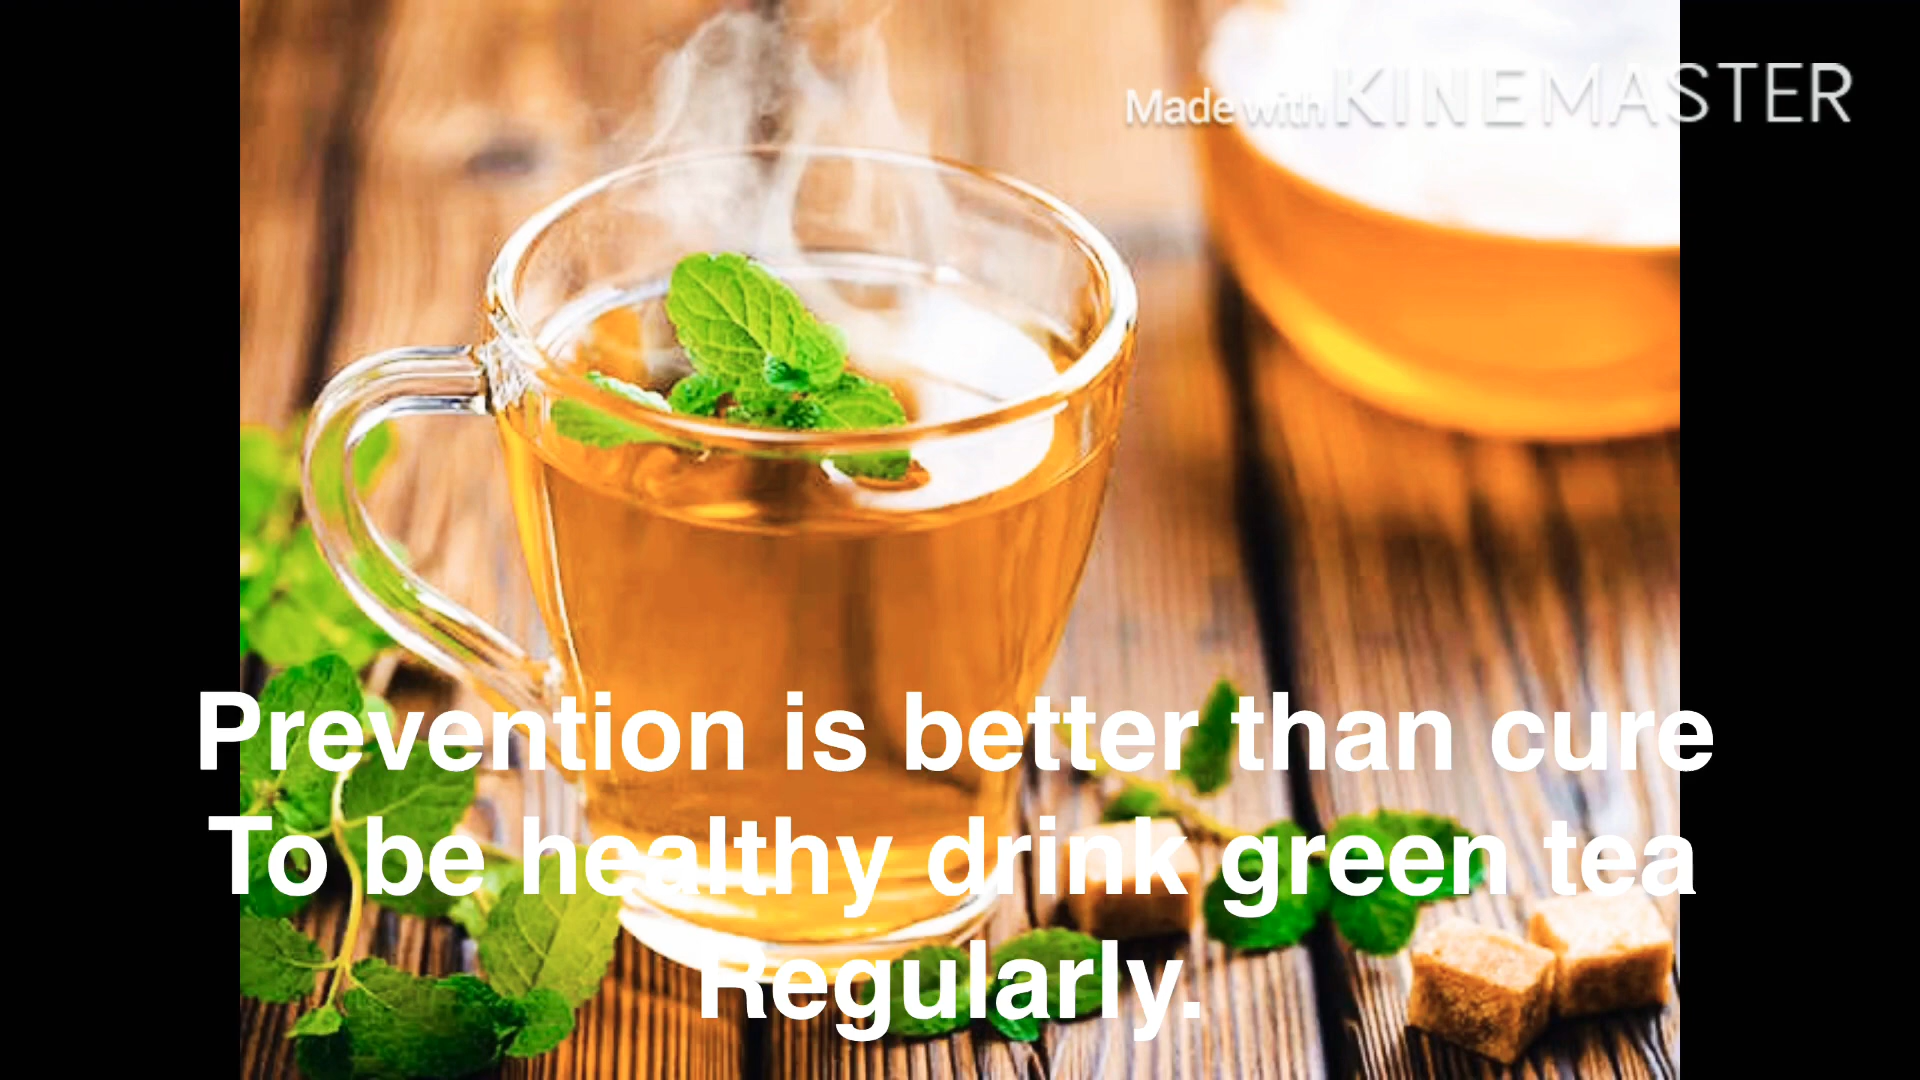 Made with KINEMASTER
Prevention is better than cure
To be healthy drink green tea
Regularly.